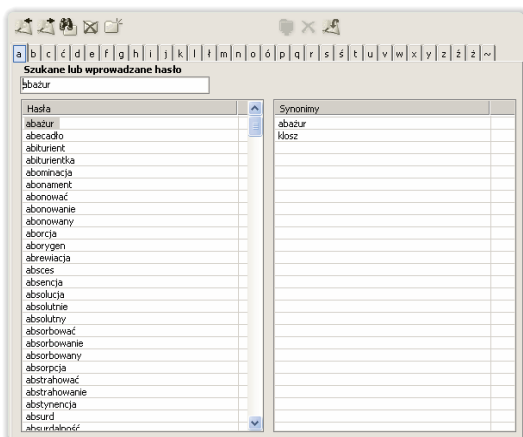 a b c ć d e f g h i j k l ł m n o ó p q r s ś t u v w x y z ź ż ~
Szukane lub wprowadzane hasło
abażur
Hasła
abażur
abecadło
abiturient
abiturientka
abominacja
abonament
abonować
abonowanie
abonowany
aborcja
aborygen
abrewiacja
absces
absencja
absolucja
absolutnie
absolutny
absorbować
absorbowanie
absorbowany
absorpcja
abstrahować
abstrahowanie
abstynencja
absurd
absurdalność
Synonimy
abażur
klosz